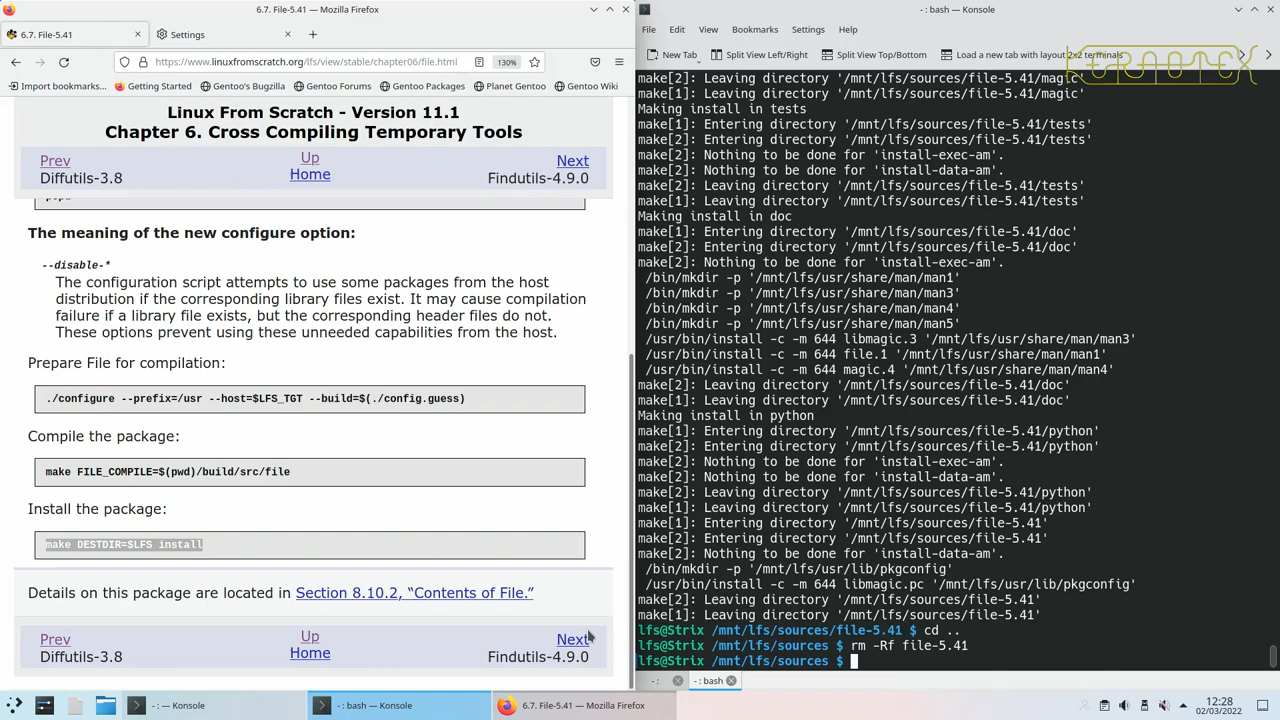 6.7. File-5.41 — Mozilla Firefox
6.7. File-5.41
Settings
https://www.linuxfromscratch.org/lfs/view/stable/chapter06/file.html
130%
Import bookmarks...
Getting Started
Gentoo's Bugzilla
Gentoo Forums
Gentoo Packages
Planet Gentoo
Gentoo Wiki
Linux From Scratch - Version 11.1
Chapter 6. Cross Compiling Temporary Tools
Prev
Up
Next
Diffutils-3.8
Home
Findutils-4.9.0
popd
The meaning of the new configure option:
--disable-*
The configuration script attempts to use some packages from the host
distribution if the corresponding library files exist. It may cause compilation
failure if a library file exists, but the corresponding header files do not.
These options prevent using these unneeded capabilities from the host.
Prepare File for compilation:
./configure --prefix=/usr --host=$LFS_TGT --build=$(./config.guess)
Compile the package:
make FILE_COMPILE=$(pwd)/build/src/file
Install the package:
make DESTDIR=$LFS install
Details on this package are located in Section 8.10.2, “Contents of File.”
Prev
Up
Next
Diffutils-3.8
Home
Findutils-4.9.0
- : bash — Konsole
File Edit View Bookmarks Settings Help
New Tab
Split View Left/Right
Split View Top/Bottom
Load a new tab with layout 2x2 terminals
KERNOTEX
make[2]: Leaving directory '/mnt/lfs/sources/file-5.41/magic'
make[1]: Leaving directory '/mnt/lfs/sources/file-5.41/magic'
Making install in tests
make[1]: Entering directory '/mnt/lfs/sources/file-5.41/tests'
make[2]: Entering directory '/mnt/lfs/sources/file-5.41/tests'
make[2]: Nothing to be done for 'install-exec-am'.
make[2]: Nothing to be done for 'install-data-am'.
make[2]: Leaving directory '/mnt/lfs/sources/file-5.41/tests'
make[1]: Leaving directory '/mnt/lfs/sources/file-5.41/tests'
Making install in doc
make[1]: Entering directory '/mnt/lfs/sources/file-5.41/doc'
make[2]: Entering directory '/mnt/lfs/sources/file-5.41/doc'
make[2]: Nothing to be done for 'install-exec-am'.
/bin/mkdir -p '/mnt/lfs/usr/share/man/man1'
/bin/mkdir -p '/mnt/lfs/usr/share/man/man3'
/bin/mkdir -p '/mnt/lfs/usr/share/man/man4'
/bin/mkdir -p '/mnt/lfs/usr/share/man/man5'
/usr/bin/install -c -m 644 libmagic.3 '/mnt/lfs/usr/share/man/man3'
/usr/bin/install -c -m 644 file.1 '/mnt/lfs/usr/share/man/man1'
/usr/bin/install -c -m 644 magic.4 '/mnt/lfs/usr/share/man/man4'
make[2]: Leaving directory '/mnt/lfs/sources/file-5.41/doc'
make[1]: Leaving directory '/mnt/lfs/sources/file-5.41/doc'
Making install in python
make[1]: Entering directory '/mnt/lfs/sources/file-5.41/python'
make[2]: Entering directory '/mnt/lfs/sources/file-5.41/python'
make[2]: Nothing to be done for 'install-exec-am'.
make[2]: Nothing to be done for 'install-data-am'.
make[2]: Leaving directory '/mnt/lfs/sources/file-5.41/python'
make[1]: Leaving directory '/mnt/lfs/sources/file-5.41/python'
make[1]: Entering directory '/mnt/lfs/sources/file-5.41'
make[2]: Entering directory '/mnt/lfs/sources/file-5.41'
make[2]: Nothing to be done for 'install-exec-am'.
/bin/mkdir -p '/mnt/lfs/usr/lib/pkgconfig'
/usr/bin/install -c -m 644 libmagic.pc '/mnt/lfs/usr/lib/pkgconfig'
make[2]: Leaving directory '/mnt/lfs/sources/file-5.41'
make[1]: Leaving directory '/mnt/lfs/sources/file-5.41'
lfs@Strix /mnt/lfs/sources/file-5.41 $ cd ..
lfs@Strix /mnt/lfs/sources $ rm -Rf file-5.41
lfs@Strix /mnt/lfs/sources $
- :
- : bash
- : — Konsole
- : bash — Konsole
6.7. File-5.41 — Mozilla Firefox
12:28
02/03/2022